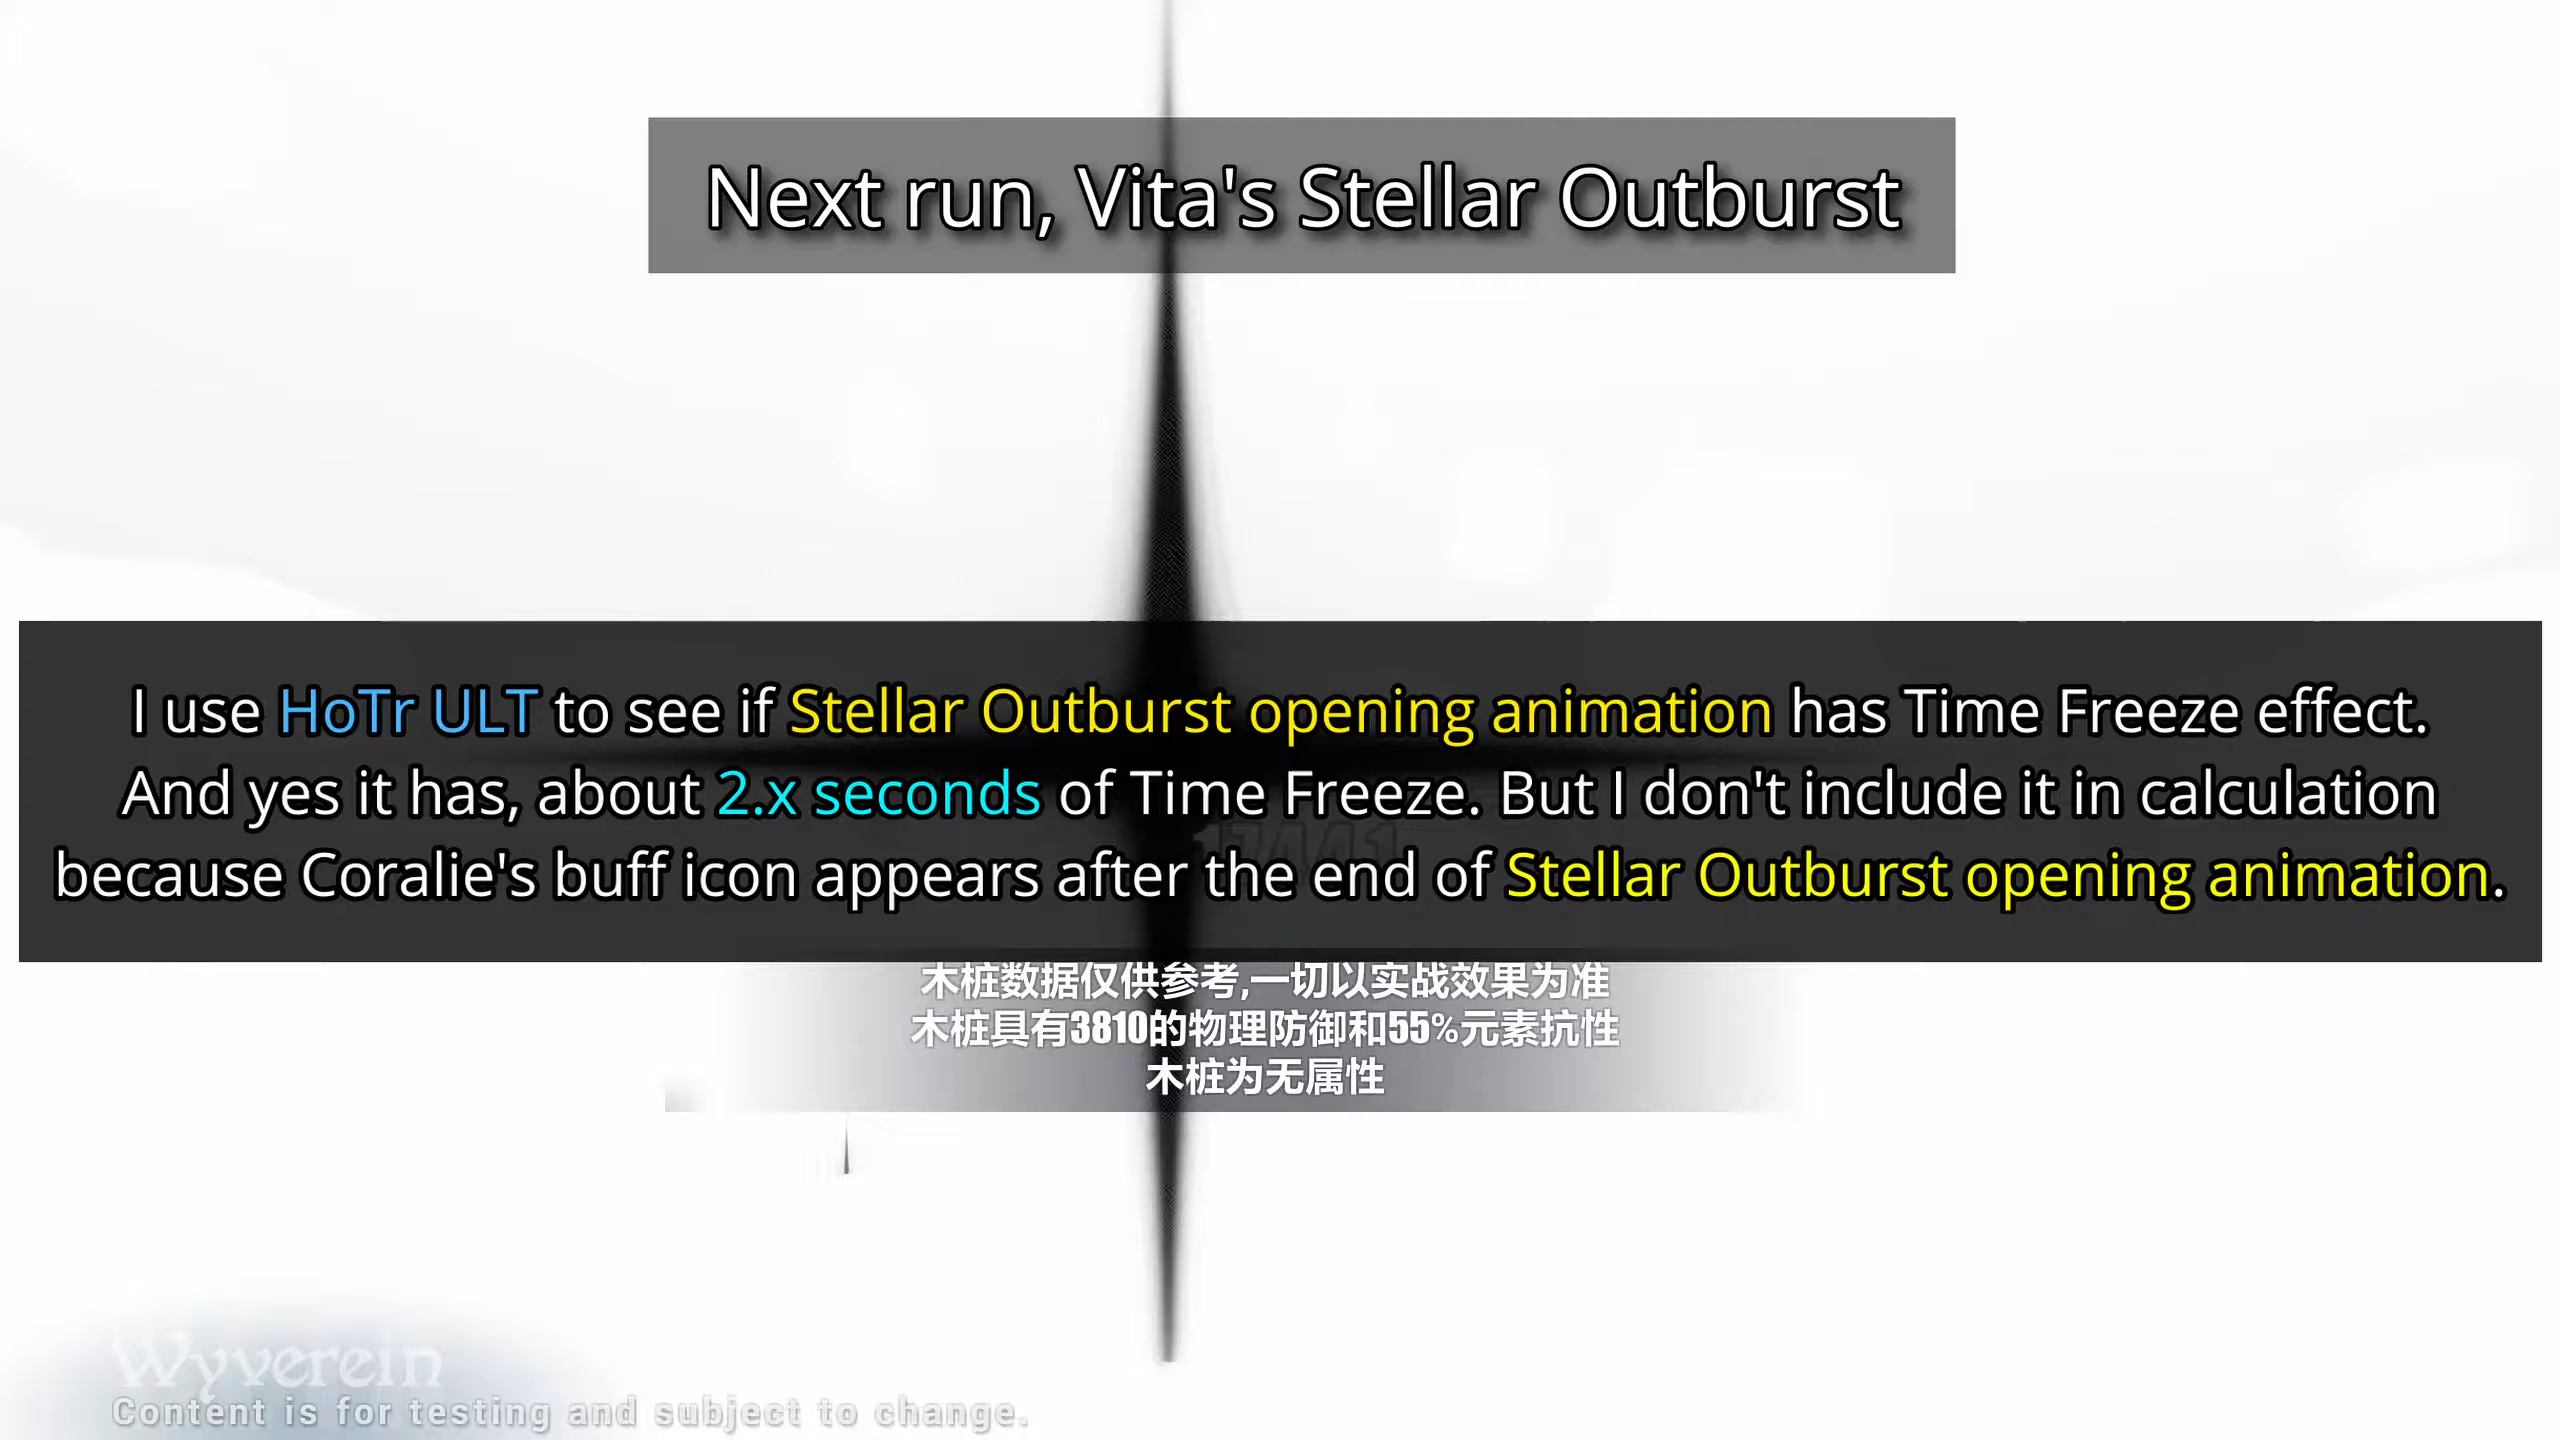 Next run, Vita's Stellar Outburst
I use HoTr ULT to see if Stellar Outburst opening animation has Time Freeze effect.
And yes it has, about 2.x seconds of Time Freeze. But I don't include it in calculation
because Coralie's buff icon appears after the end of Stellar Outburst opening animation.
木桩数据仅供参考,一切以实战效果为准
木桩具有3810的物理防御和55%元素抗性
木桩为无属性
Wyverein
Content is for testing and subject to change.